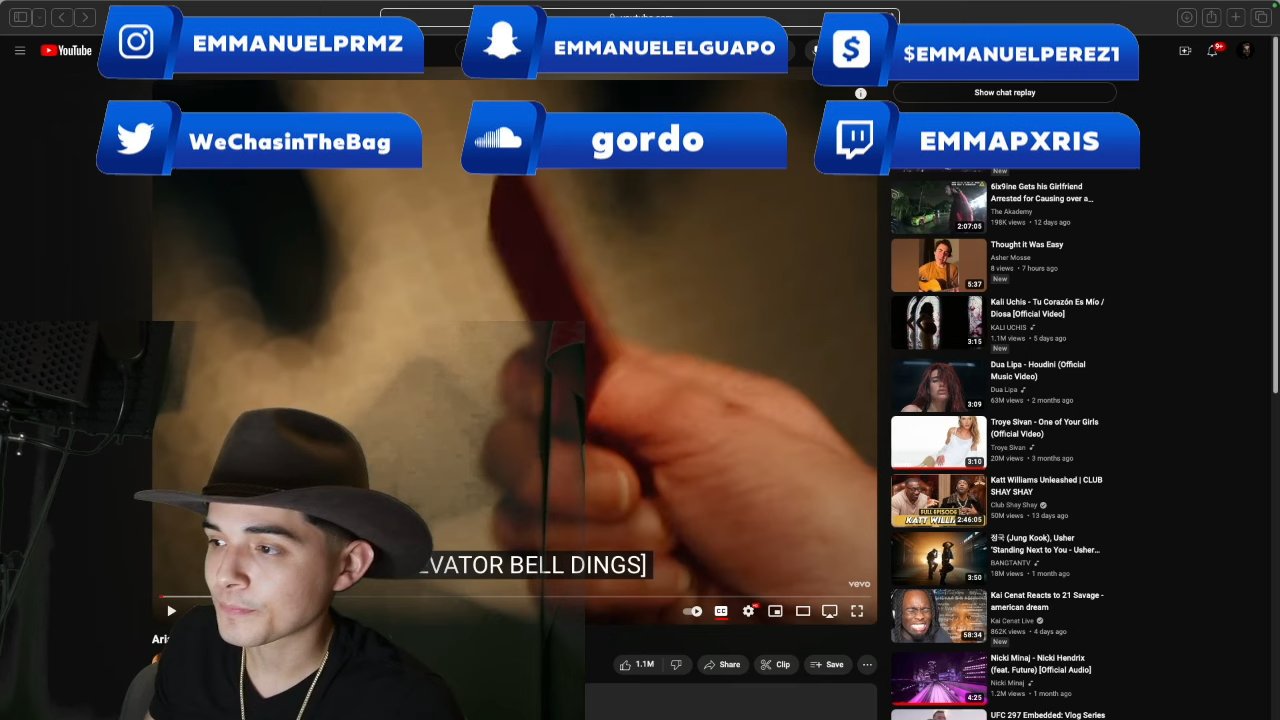 EMMANUELPRMZ
EMMANUELELGUAPO
$EMMANUELPEREZ1
WeChasinTheBag
gordo
EMMAPXRIS
YouTube
9+
Show chat replay
New
6ix9ine Gets his Girlfriend
Arrested for Causing over a...
The Akademy
198K views • 12 days ago
2:07:05
Thought it Was Easy
Asher Mosse
8 views • 7 hours ago
New
5:37
Kali Uchis - Tu Corazón Es Mío /
Diosa [Official Video]
KALI UCHIS
1.1M views • 5 days ago
New
3:15
Dua Lipa - Houdini (Official
Music Video)
Dua Lipa
63M views • 2 months ago
3:09
Troye Sivan - One of Your Girls
(Official Video)
Troye Sivan
20M views • 3 months ago
3:10
Katt Williams Unleashed | CLUB
SHAY SHAY
Club Shay Shay
50M views • 13 days ago
FULL EPISODE
KATT WILLI
2:46:05
정국 (Jung Kook), Usher
'Standing Next to You - Usher...
BANGTANTV
18M views • 1 month ago
3:50
Kai Cenat Reacts to 21 Savage -
american dream
Kai Cenat Live
862K views • 4 days ago
New
58:34
Nicki Minaj - Nicki Hendrix
(feat. Future) [Official Audio]
Nicki Minaj
1.2M views • 1 month ago
4:25
UFC 297 Embedded: Vlog Series
EVATOR BELL DINGS]
vevo
CC
Ari
1.1M
Share
Clip
Save